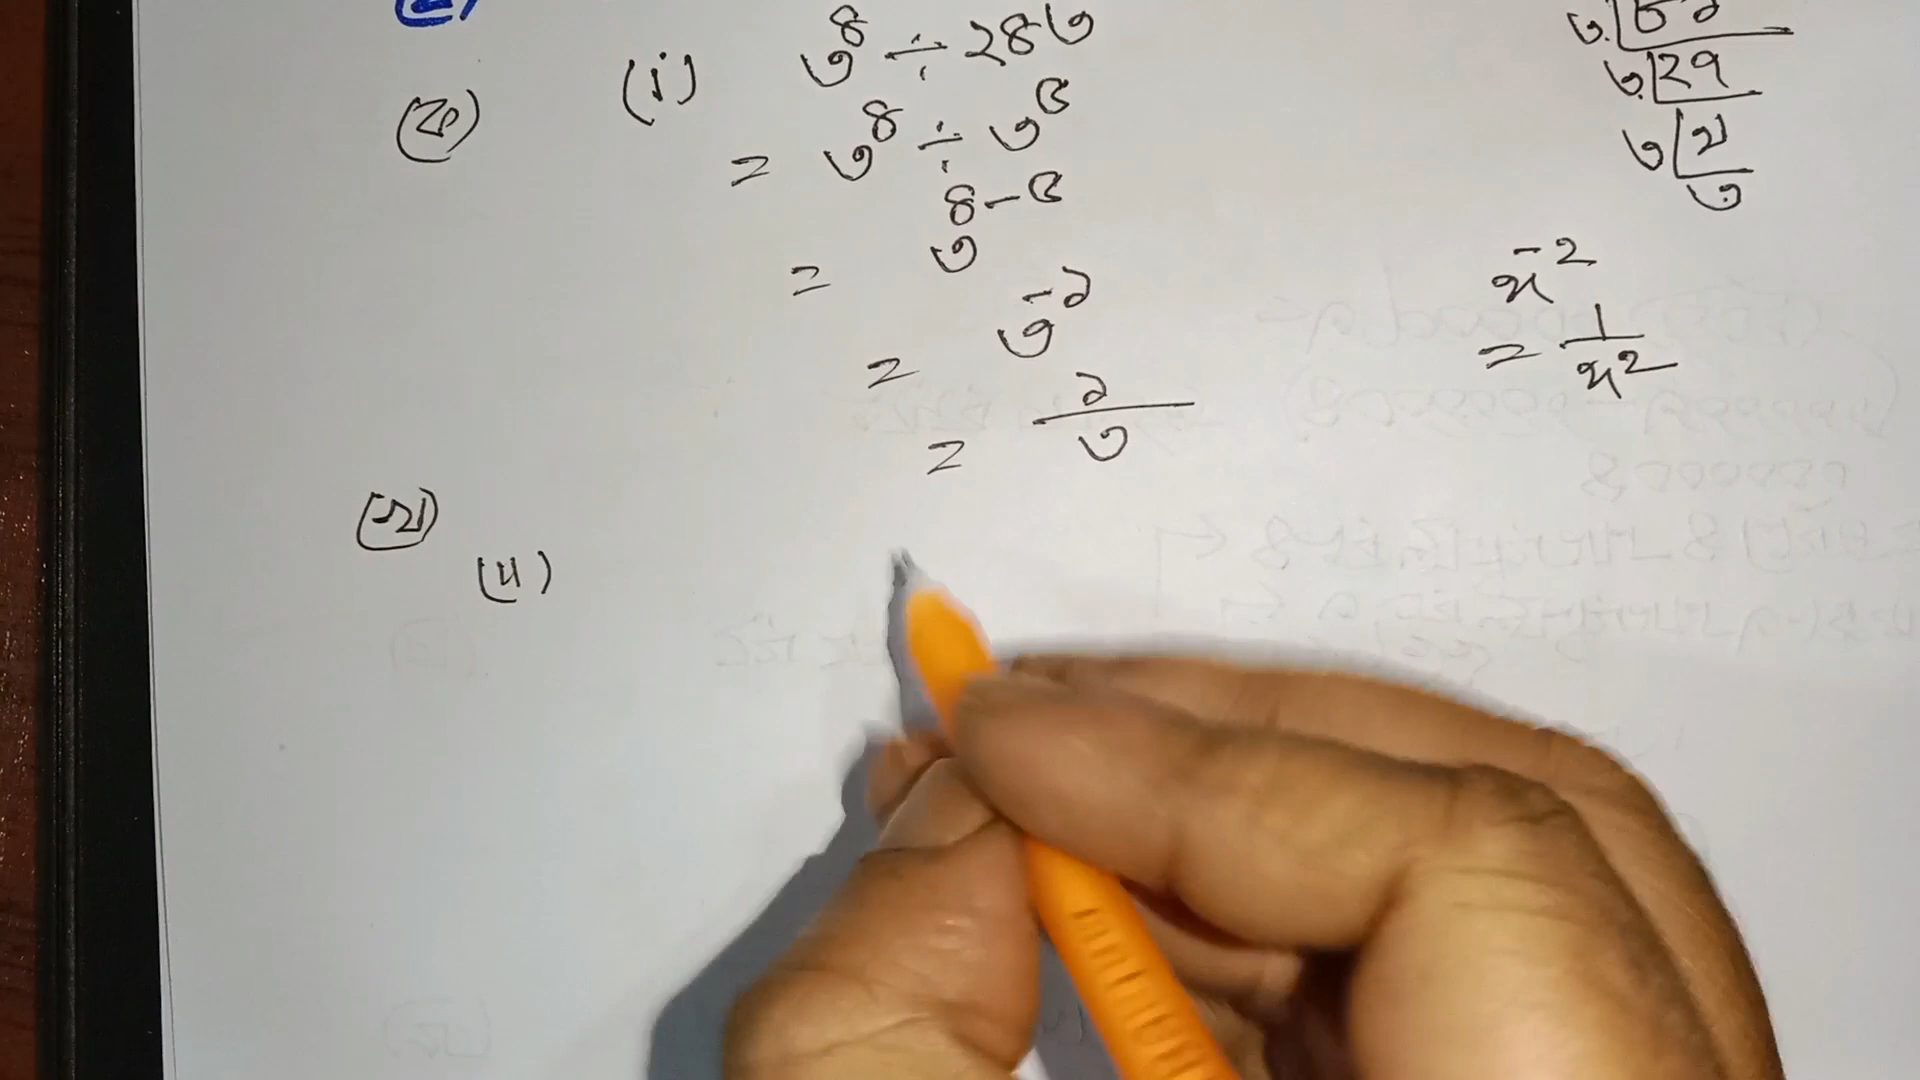 (ক) (i) ৩⁴ ÷ ২৪৩
= ৩⁴ ÷ ৩⁵
= ৩⁴⁻⁵
= ৩⁻¹
= ১/৩
(খ)
(ii)
৩ ৮১
৩ ২৭
৩ ৯
৩
x⁻²
= 1/x²